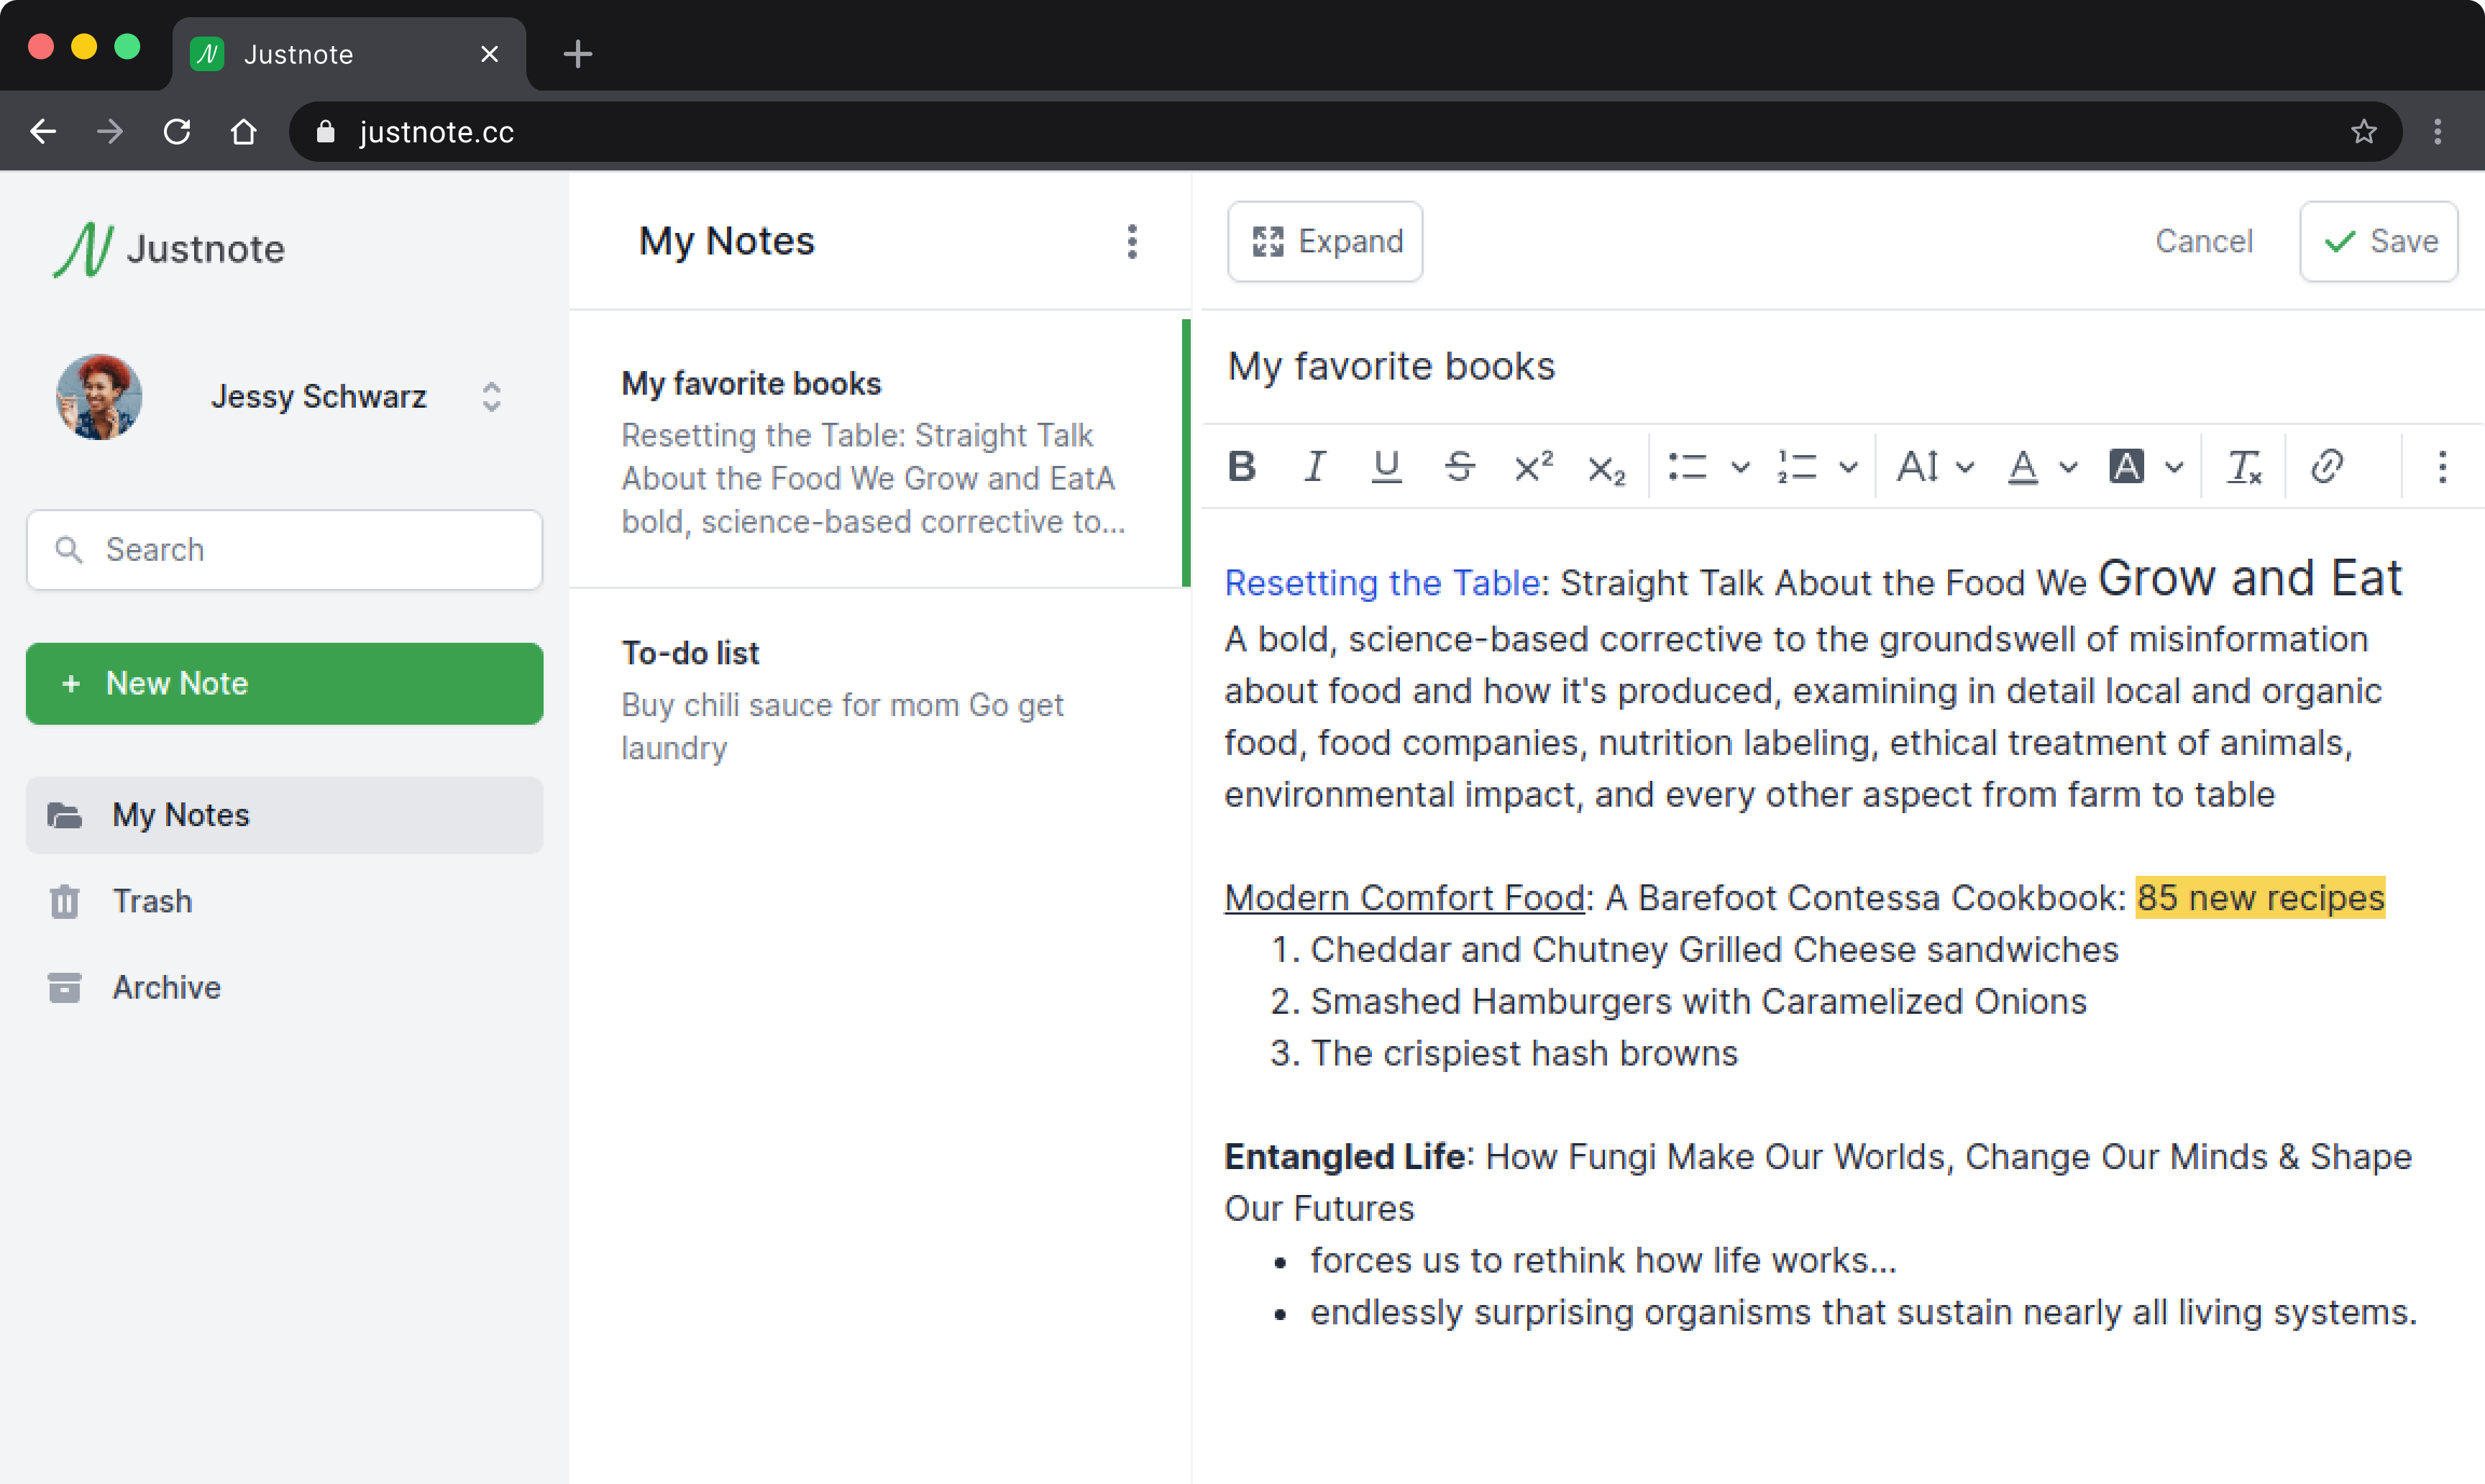 Justnote
justnote.cc
Justnote
Jessy Schwarz
Search
+ New Note
My Notes
Trash
Archive
My Notes
My favorite books
Resetting the Table: Straight Talk
About the Food We Grow and EatA
bold, science-based corrective to...
To-do list
Buy chili sauce for mom Go get
laundry
Expand
Cancel
Save
My favorite books
Resetting the Table: Straight Talk About the Food We Grow and Eat
A bold, science-based corrective to the groundswell of misinformation
about food and how it's produced, examining in detail local and organic
food, food companies, nutrition labeling, ethical treatment of animals,
environmental impact, and every other aspect from farm to table
Modern Comfort Food: A Barefoot Contessa Cookbook: 85 new recipes
1. Cheddar and Chutney Grilled Cheese sandwiches
2. Smashed Hamburgers with Caramelized Onions
3. The crispiest hash browns
Entangled Life: How Fungi Make Our Worlds, Change Our Minds & Shape
Our Futures
• forces us to rethink how life works...
• endlessly surprising organisms that sustain nearly all living systems.